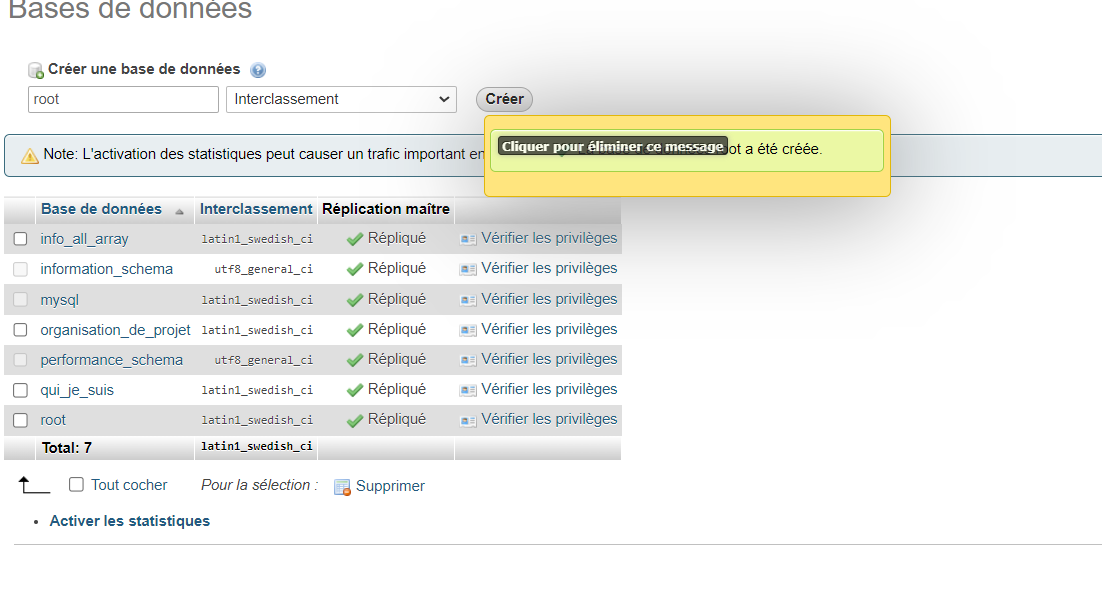 Bases de données
Créer une base de données
root Interclassement Créer
Note: L'activation des statistiques peut causer un trafic important en
Cliquer pour éliminer ce message ot a été créée.
Base de données Interclassement Réplication maître
info_all_array latin1_swedish_ci Répliqué Vérifier les privilèges
information_schema utf8_general_ci Répliqué Vérifier les privilèges
mysql latin1_swedish_ci Répliqué Vérifier les privilèges
organisation_de_projet latin1_swedish_ci Répliqué Vérifier les privilèges
performance_schema utf8_general_ci Répliqué Vérifier les privilèges
qui_je_suis latin1_swedish_ci Répliqué Vérifier les privilèges
root latin1_swedish_ci Répliqué Vérifier les privilèges
Total: 7 latin1_swedish_ci
Tout cocher Pour la sélection : Supprimer
Activer les statistiques